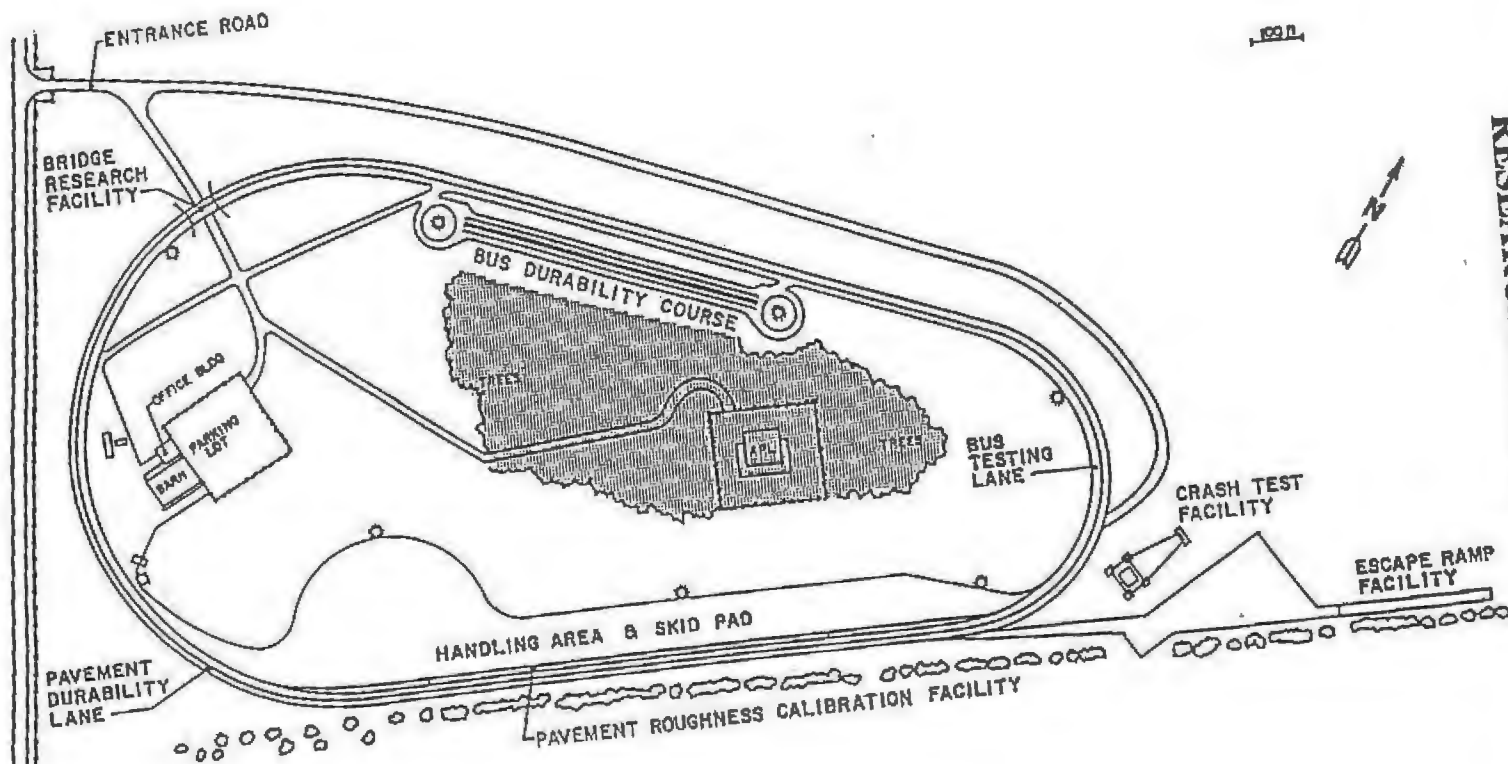 ENTRANCE ROAD
100 ft
BRIDGE
RESEARCH
FACILITY
N
BUS DURABILITY COURSE
OFFICE BLDG
PARKING
LOT
BARN
TREES
APL
TREES
BUS
TESTING
LANE
CRASH TEST
FACILITY
ESCAPE RAMP
FACILITY
HANDLING AREA & SKID PAD
PAVEMENT
DURABILITY
LANE
PAVEMENT ROUGHNESS CALIBRATION FACILITY